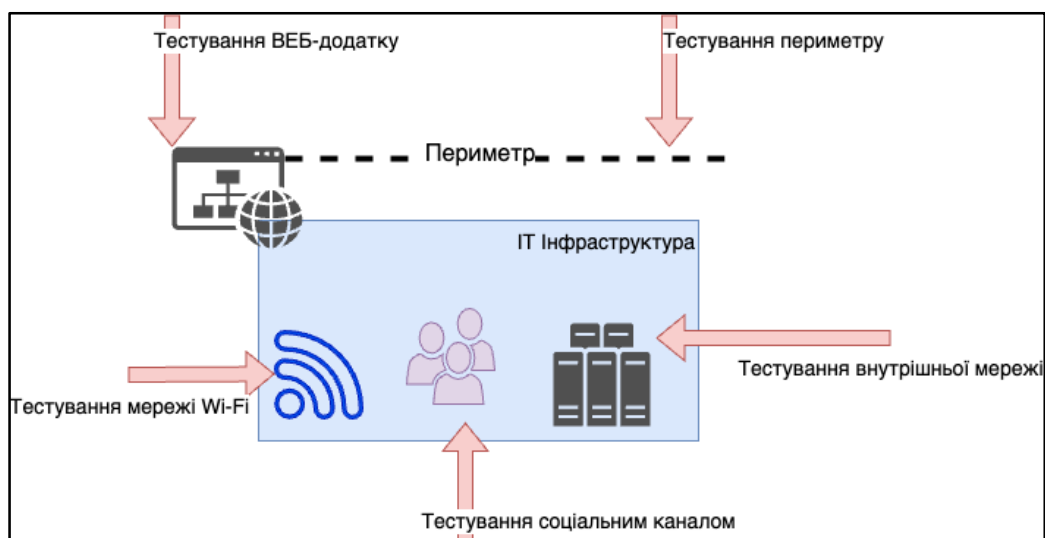 Тестування ВЕБ-додатку
Тестування периметру
Периметр
ІТ Інфраструктура
Тестування внутрішньої мережі
Тестування мережі Wi-Fi
Тестування соціальним каналом